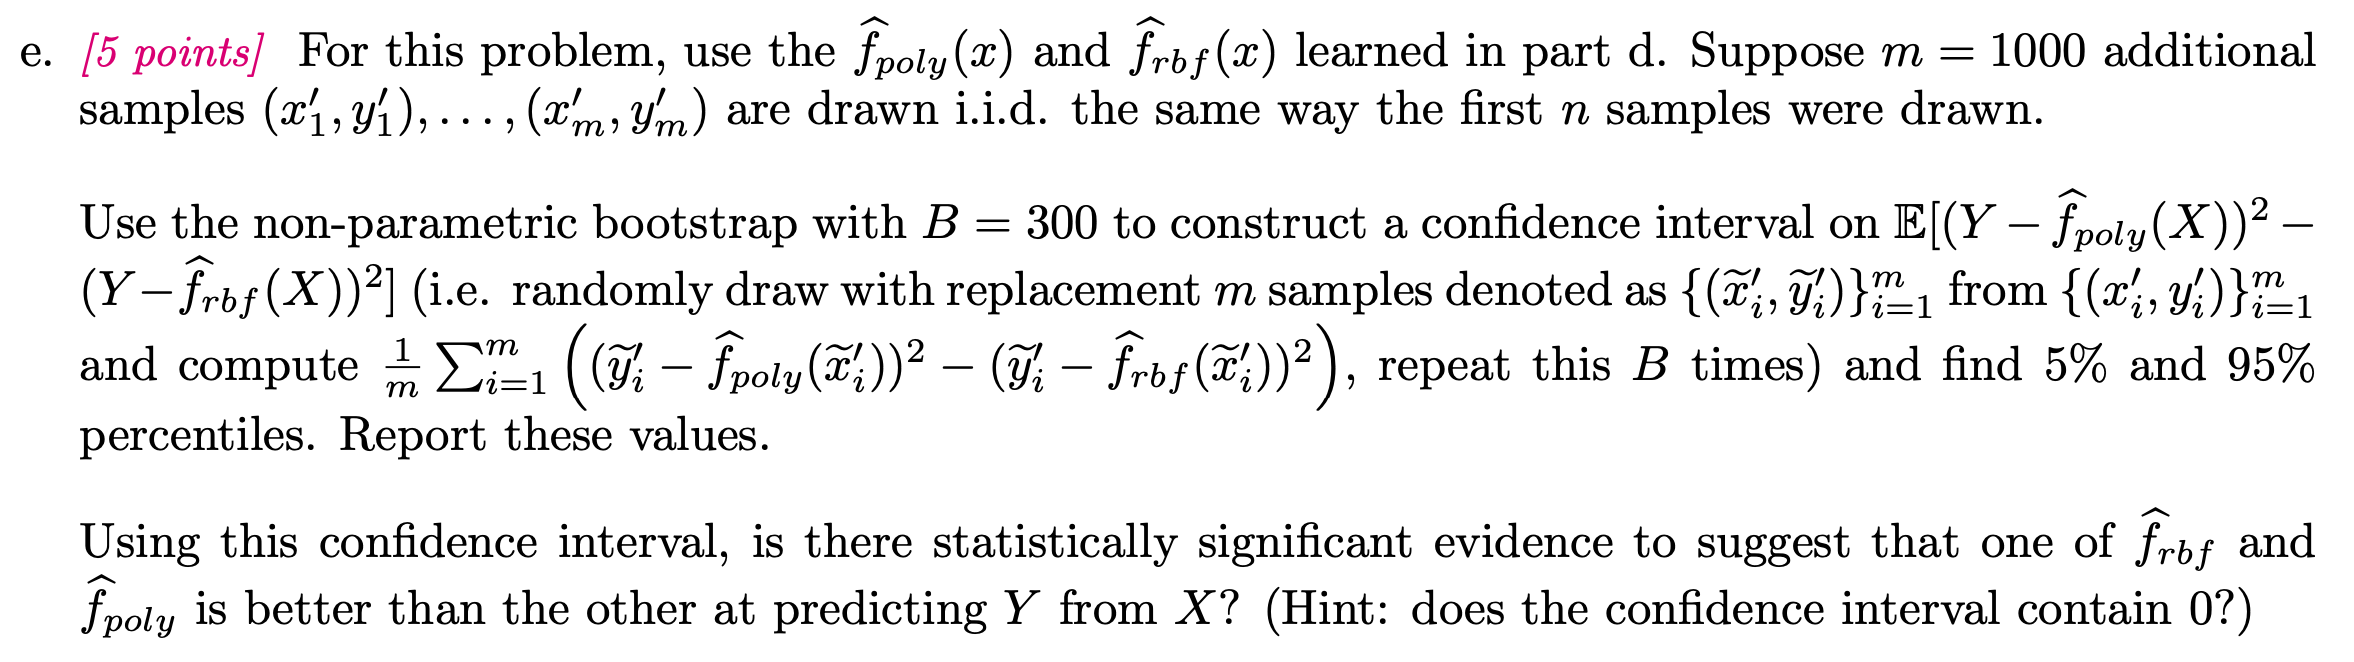 e. [5 points] For this problem, use the $\widehat{f}_{poly}(x)$ and $\widehat{f}_{rbf}(x)$ learned in part d. Suppose $m = 1000$ additional
samples $(x'_1, y'_1), \ldots, (x'_m, y'_m)$ are drawn i.i.d. the same way the first $n$ samples were drawn.
Use the non-parametric bootstrap with $B = 300$ to construct a confidence interval on $\mathbb{E}[(Y - \widehat{f}_{poly}(X))^2 -$
$(Y - \widehat{f}_{rbf}(X))^2]$ (i.e. randomly draw with replacement $m$ samples denoted as $\{(\widetilde{x}'_i, \widetilde{y}'_i)\}_{i=1}^m$ from $\{(x'_i, y'_i)\}_{i=1}^m$
and compute $\frac{1}{m} \sum_{i=1}^m \left( (\widetilde{y}'_i - \widehat{f}_{poly}(\widetilde{x}'_i))^2 - (\widetilde{y}'_i - \widehat{f}_{rbf}(\widetilde{x}'_i))^2 \right)$, repeat this $B$ times) and find 5% and 95%
percentiles. Report these values.
Using this confidence interval, is there statistically significant evidence to suggest that one of $\widehat{f}_{rbf}$ and
$\widehat{f}_{poly}$ is better than the other at predicting $Y$ from $X$? (Hint: does the confidence interval contain 0?)